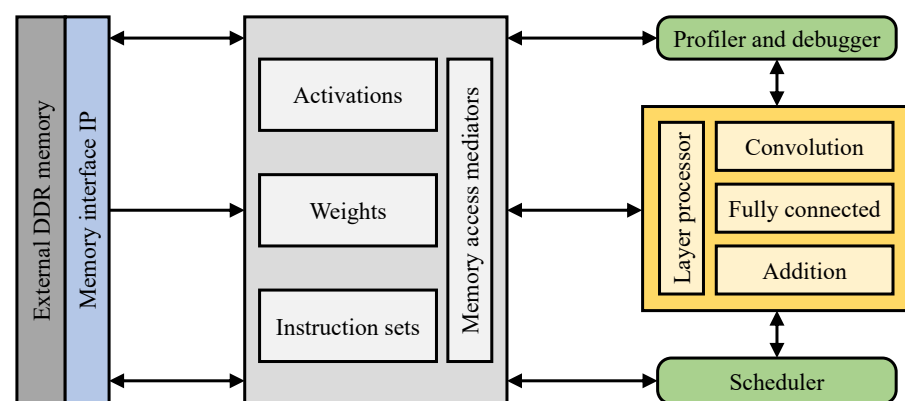 External DDR memory
Memory interface IP
Activations
Weights
Instruction sets
Memory access mediators
Profiler and debugger
Layer processor
Convolution
Fully connected
Addition
Scheduler